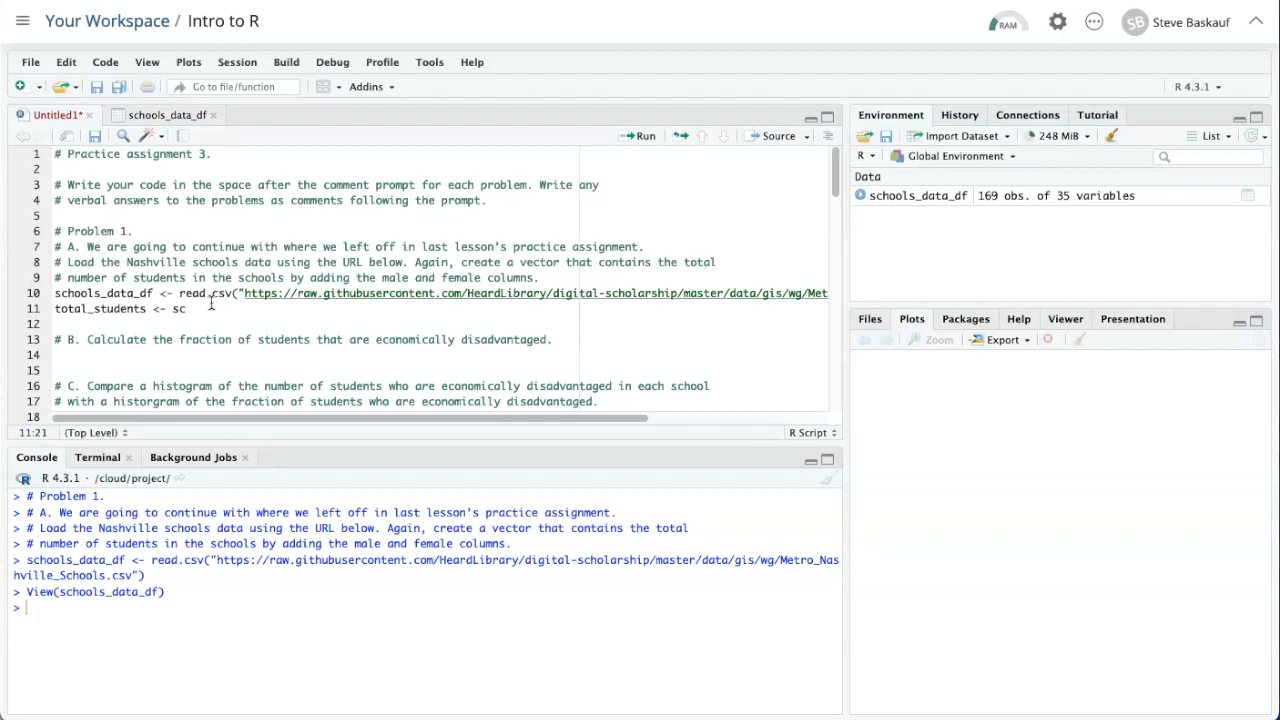 Your Workspace / Intro to R
RAM
SB
Steve Baskauf
File Edit Code View Plots Session Build Debug Profile Tools Help
Go to file/function
Addins
R 4.3.1
Untitled1*
schools_data_df
Run
Source
1 # Practice assignment 3.
2
3 # Write your code in the space after the comment prompt for each problem. Write any
4 # verbal answers to the problems as comments following the prompt.
5
6 # Problem 1.
7 # A. We are going to continue with where we left off in last lesson's practice assignment.
8 # Load the Nashville schools data using the URL below. Again, create a vector that contains the total
9 # number of students in the schools by adding the male and female columns.
10 schools_data_df <- read.csv("https://raw.githubusercontent.com/HeardLibrary/digital-scholarship/master/data/gis/wg/Met
11 total_students <- sc
12
13 # B. Calculate the fraction of students that are economically disadvantaged.
14
15
16 # C. Compare a histogram of the number of students who are economically disadvantaged in each school
17 # with a historgram of the fraction of students who are economically disadvantaged.
18
11:21 (Top Level) R Script
Console Terminal Background Jobs
R 4.3.1 · /cloud/project/
> # Problem 1.
> # A. We are going to continue with where we left off in last lesson's practice assignment.
> # Load the Nashville schools data using the URL below. Again, create a vector that contains the total
> # number of students in the schools by adding the male and female columns.
> schools_data_df <- read.csv("https://raw.githubusercontent.com/HeardLibrary/digital-scholarship/master/data/gis/wg/Metro_Nas
hville_Schools.csv")
> View(schools_data_df)
>
Environment History Connections Tutorial
Import Dataset 248 MiB List
R Global Environment
Data
schools_data_df 169 obs. of 35 variables
Files Plots Packages Help Viewer Presentation
Zoom Export